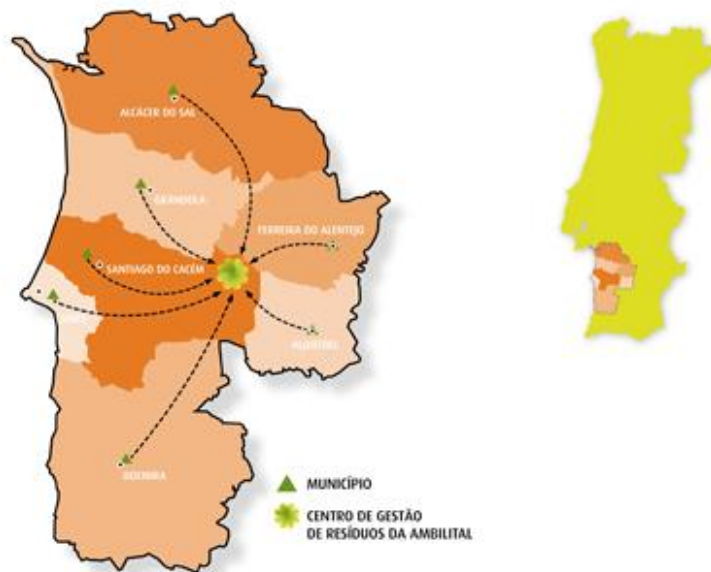 ALCÁCER DO SAL
GRÂNDOLA
FERREIRA DO ALENTEJO
SANTIAGO DO CACÉM
ALJUSTREL
ODEMIRA
MUNICÍPIO
CENTRO DE GESTÃO
DE RESÍDUOS DA AMBILITAL